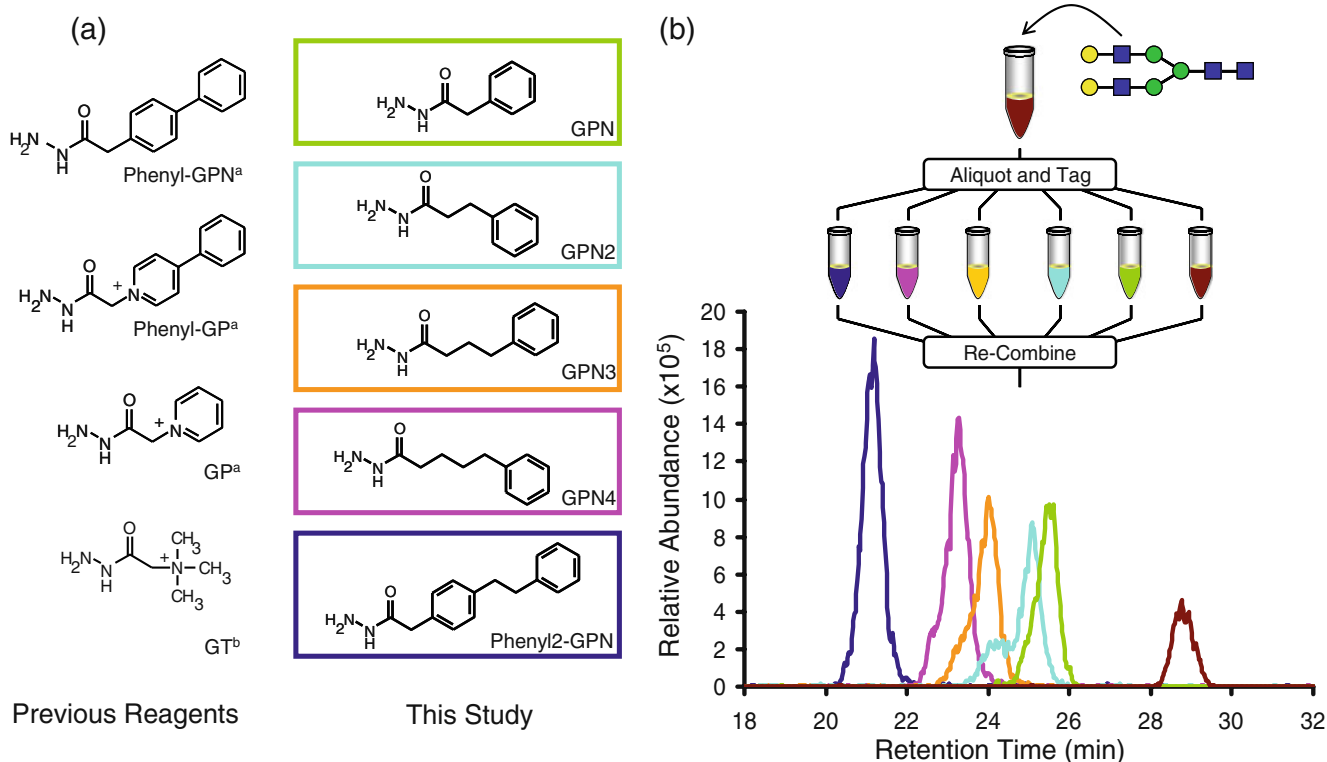 (a)
O
H₂N
N
H
Phenyl-GPNᵃ
O
H₂N
N
H
+
N
Phenyl-GPᵃ
O
H₂N
N
H
+
N
GPᵃ
O
H₂N
N
H
+
N
CH₃
CH₃
CH₃
GTᵇ
Previous Reagents
O
H₂N
N
H
GPN
O
H₂N
N
H
GPN2
O
H₂N
N
H
GPN3
O
H₂N
N
H
GPN4
O
H₂N
N
H
Phenyl2-GPN
This Study
(b)
Aliquot and Tag
Re-Combine
Relative Abundance (x10⁵)
20
18
16
14
12
10
8
6
4
2
0
18 20 22 24 26 28 30 32
Retention Time (min)